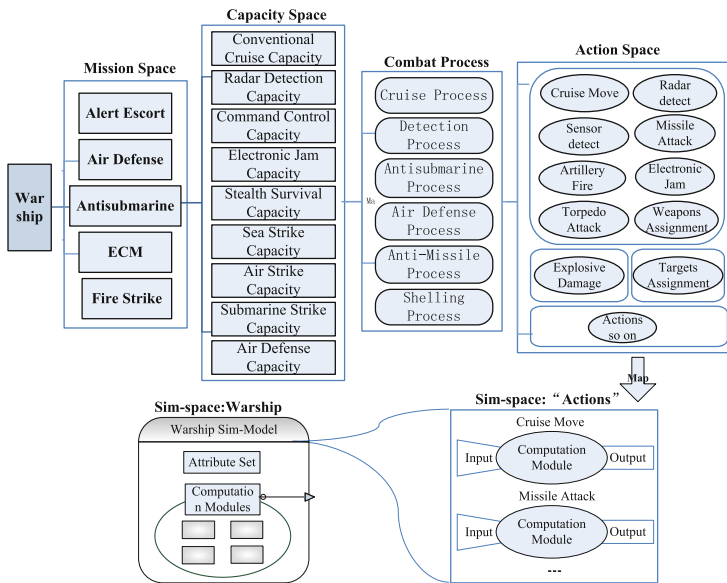 Capacity Space
Mission Space
Combat Process
Action Space
War
ship
Alert Escort
Air Defense
Antisubmarine
ECM
Fire Strike
Conventional
Cruise Capacity
Radar Detection
Capacity
Command Control
Capacity
Electronic Jam
Capacity
Stealth Survival
Capacity
Sea Strike
Capacity
Air Strike
Capacity
Submarine Strike
Capacity
Air Defense
Capacity
Ma
Cruise Process
Detection
Process
Antisubmarine
Process
Air Defense
Process
Anti-Missile
Process
Shelling
Process
Cruise Move
Radar
detect
Sensor
detect
Missile
Attack
Artillery
Fire
Electronic
Jam
Torpedo
Attack
Weapons
Assignment
Explosive
Damage
Targets
Assignment
Actions
so on
Map
Sim-space:Warship
Warship Sim-Model
Attribute Set
Computatio
n Modules
Sim-space: “Actions”
Cruise Move
Input
Computation
Module
Output
Missile Attack
Input
Computation
Module
Output
---